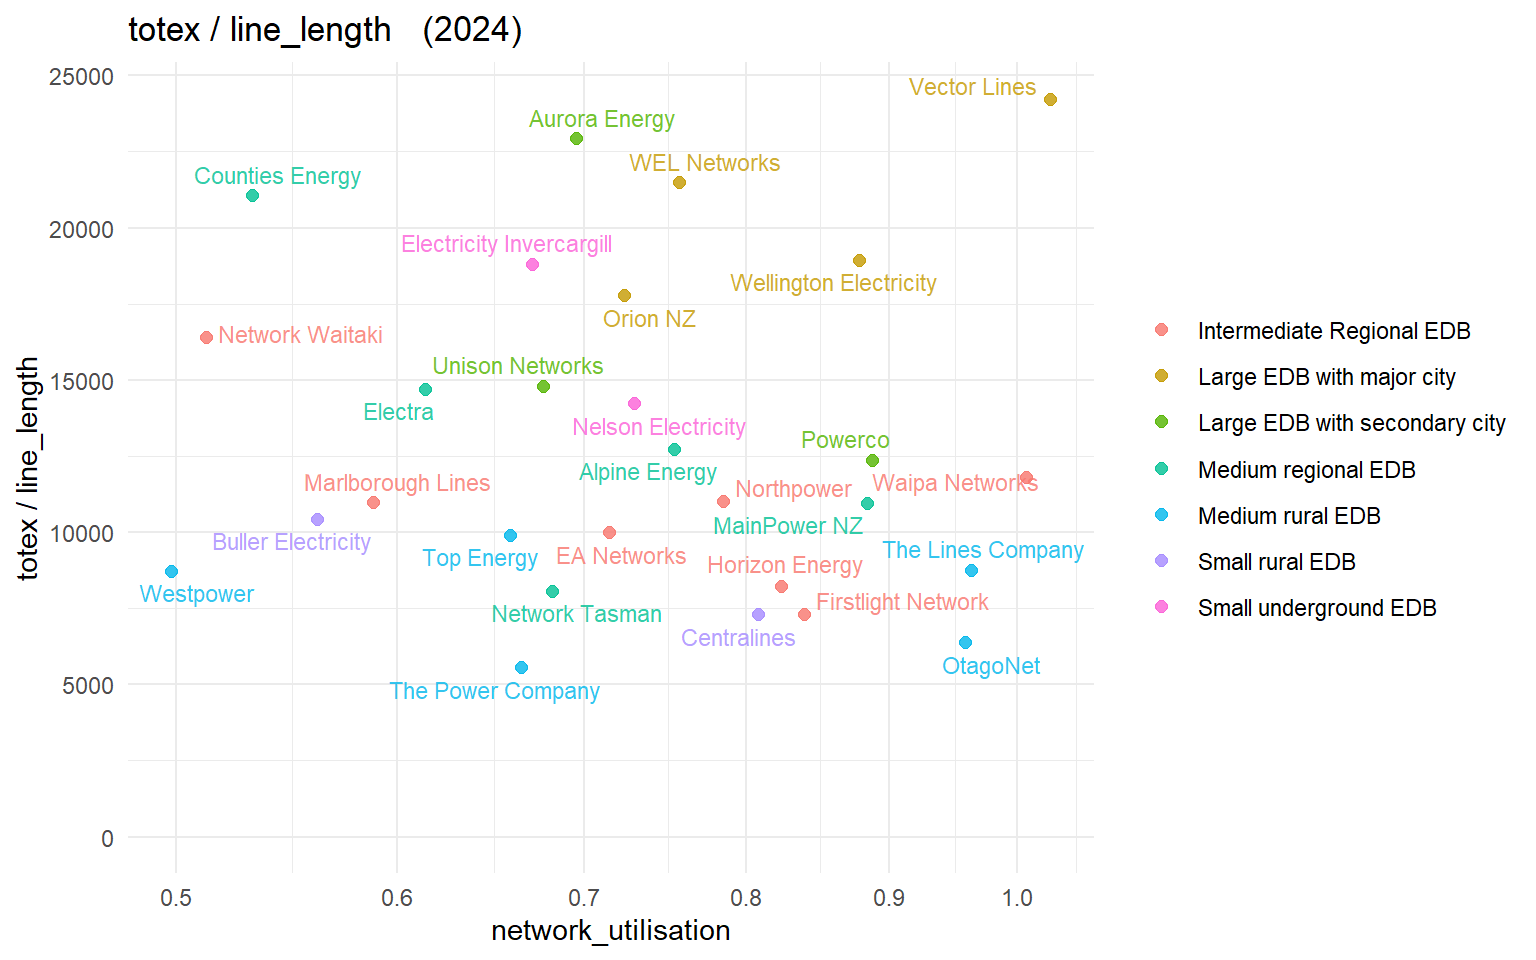 totex / line_length (2024)
25000
20000
15000
10000
5000
0
totex / line_length
Vector Lines
Aurora Energy
WEL Networks
Counties Energy
Electricity Invercargill
Wellington Electricity
Orion NZ
Network Waitaki
Unison Networks
Electra
Nelson Electricity
Powerco
Alpine Energy
Marlborough Lines
Northpower
Waipa Networks
MainPower NZ
Buller Electricity
Top Energy
EA Networks
The Lines Company
Horizon Energy
Westpower
Network Tasman
Firstlight Network
Centralines
OtagoNet
The Power Company
0.5 0.6 0.7 0.8 0.9 1.0
network_utilisation
Intermediate Regional EDB
Large EDB with major city
Large EDB with secondary city
Medium regional EDB
Medium rural EDB
Small rural EDB
Small underground EDB